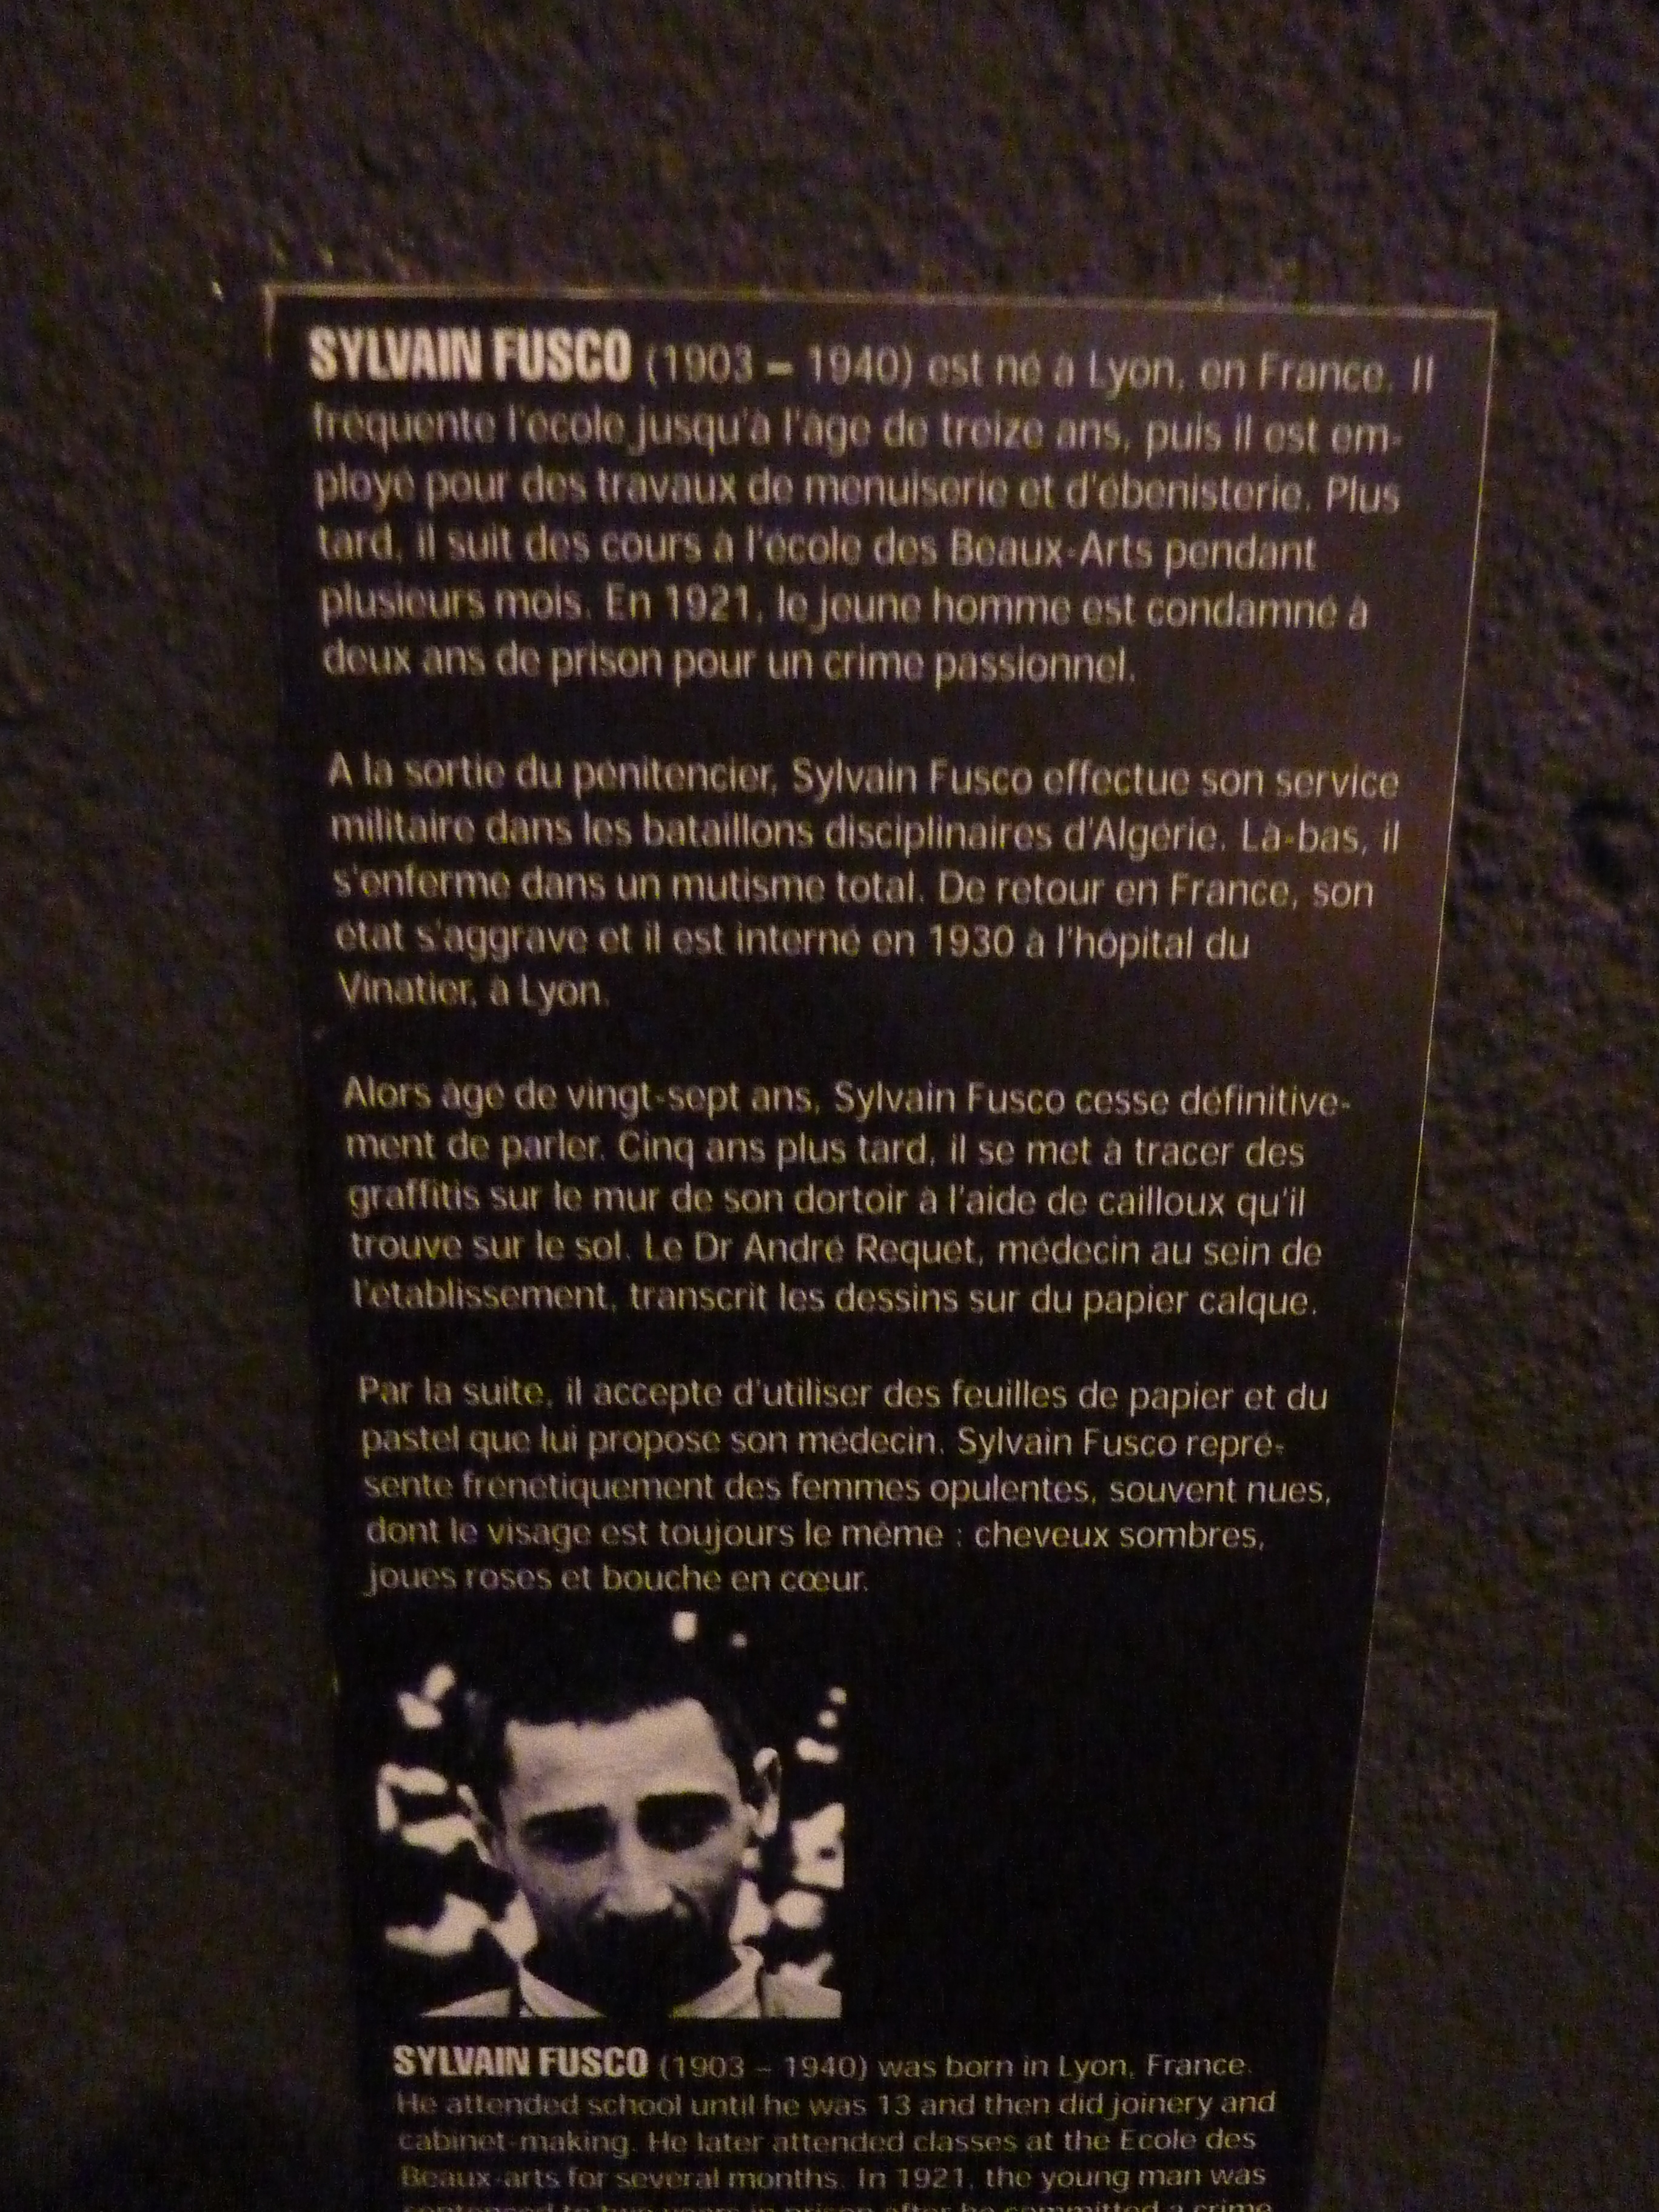 SYLVAIN FUSCO (1903 – 1940) est né à Lyon, en France. Il
fréquente l'école jusqu'à l'âge de treize ans, puis il est em-
ployé pour des travaux de menuiserie et d'ébénisterie. Plus
tard, il suit des cours à l'école des Beaux-Arts pendant
plusieurs mois. En 1921, le jeune homme est condamné à
deux ans de prison pour un crime passionnel.
A la sortie du pénitencier, Sylvain Fusco effectue son service
militaire dans les bataillons disciplinaires d'Algérie. Là-bas, il
s'enferme dans un mutisme total. De retour en France, son
état s'aggrave et il est interné en 1930 à l'hôpital du
Vinatier, à Lyon.
Alors âgé de vingt-sept ans, Sylvain Fusco cesse définitive-
ment de parler. Cinq ans plus tard, il se met à tracer des
graffitis sur le mur de son dortoir à l'aide de cailloux qu'il
trouve sur le sol. Le Dr André Requet, médecin au sein de
l'établissement, transcrit les dessins sur du papier calque.
Par la suite, il accepte d'utiliser des feuilles de papier et du
pastel que lui propose son médecin. Sylvain Fusco repré-
sente frénétiquement des femmes opulentes, souvent nues,
dont le visage est toujours le même : cheveux sombres,
joues roses et bouche en cœur.
SYLVAIN FUSCO (1903 – 1940) was born in Lyon, France.
He attended school until he was 13 and then did joinery and
cabinet-making. He later attended classes at the Ecole des
Beaux-arts for several months. In 1921, the young man was
sentenced to two years in prison after he committed a crime